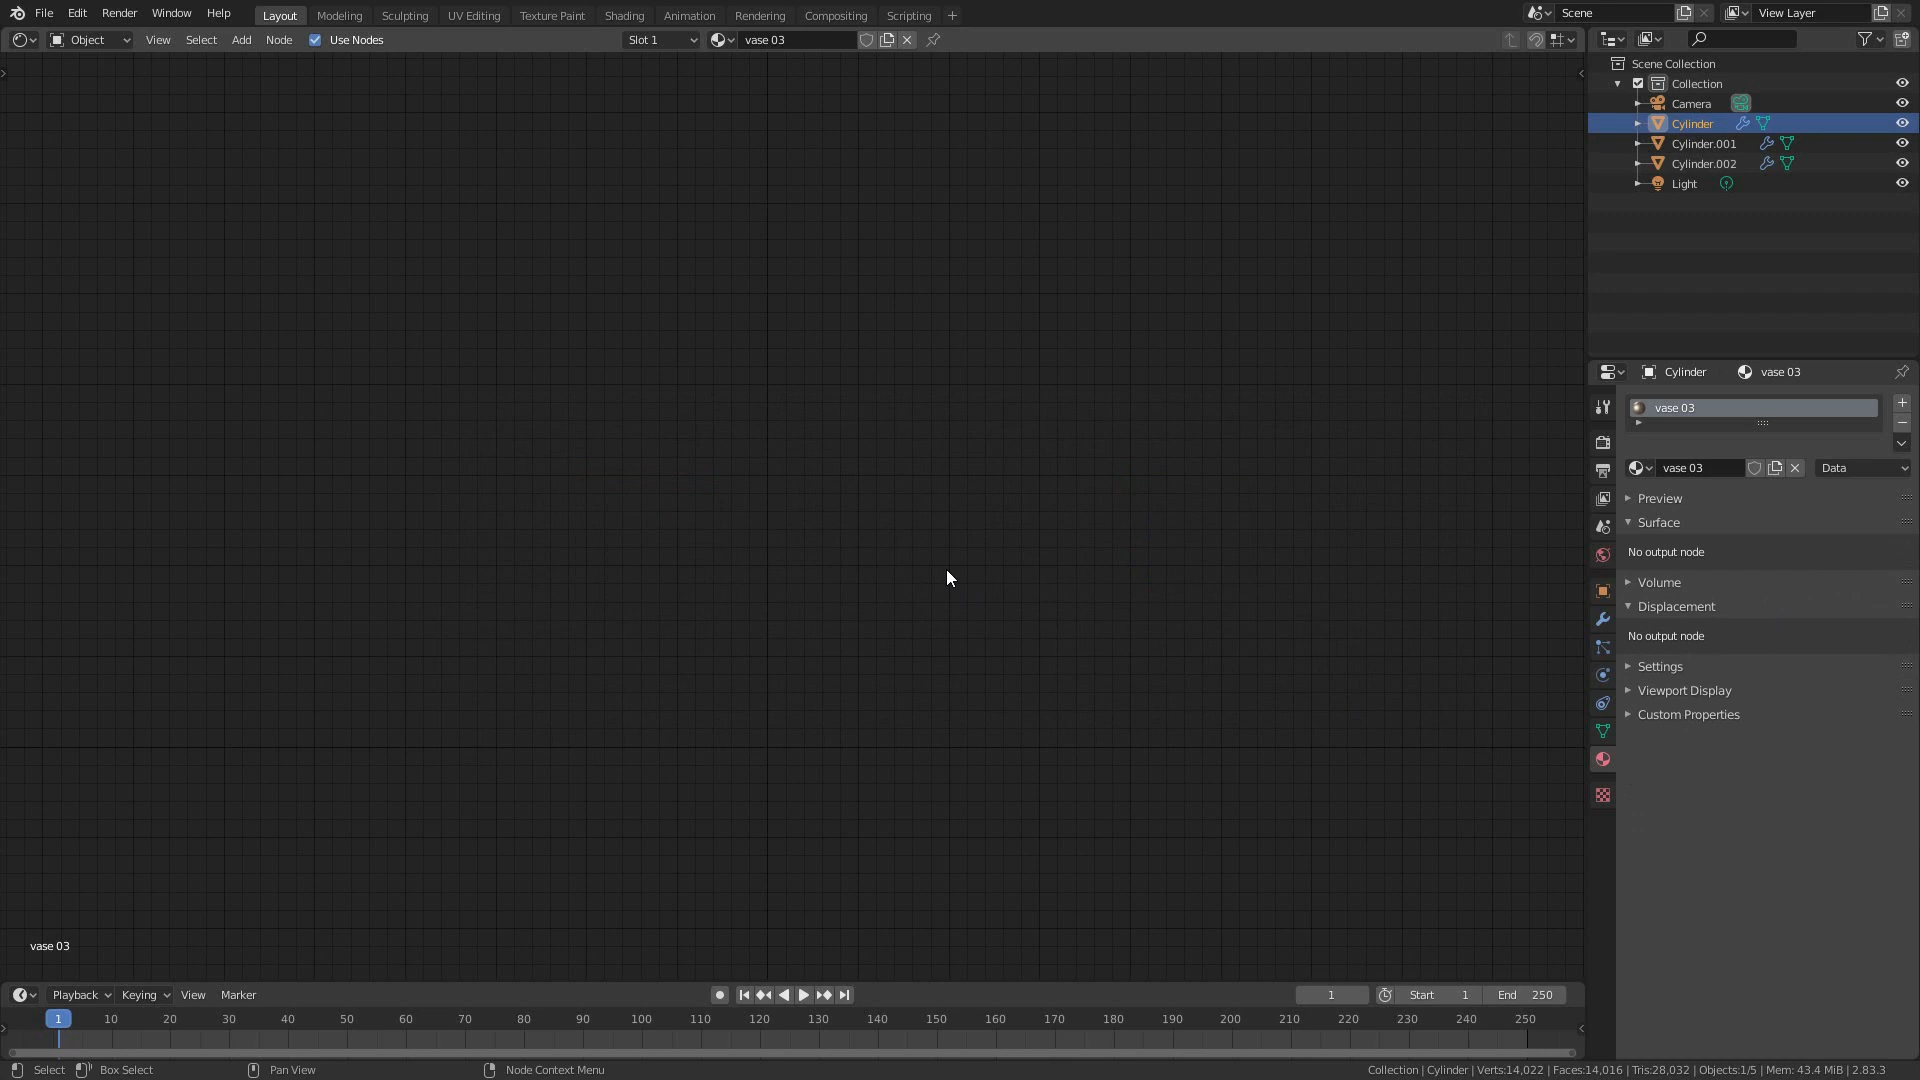 File Edit Render Window Help Layout Modeling Sculpting UV Editing Texture Paint Shading Animation Rendering Compositing Scripting + Scene View Layer
Object View Select Add Node Use Nodes Slot 1 vase 03
Scene Collection
Collection
Camera
Cylinder
Cylinder.001
Cylinder.002
Light
Cylinder vase 03
vase 03
vase 03 Data
Preview
Surface
No output node
Volume
Displacement
No output node
Settings
Viewport Display
Custom Properties
vase 03
Playback Keying View Marker 1 Start 1 End 250
1 10 20 30 40 50 60 70 80 90 100 110 120 130 140 150 160 170 180 190 200 210 220 230 240 250
Select Box Select Pan View Node Context Menu Collection | Cylinder | Verts:14,022 | Faces:14,016 | Tris:28,032 | Objects:1/5 | Mem: 43.4 MiB | 2.83.3